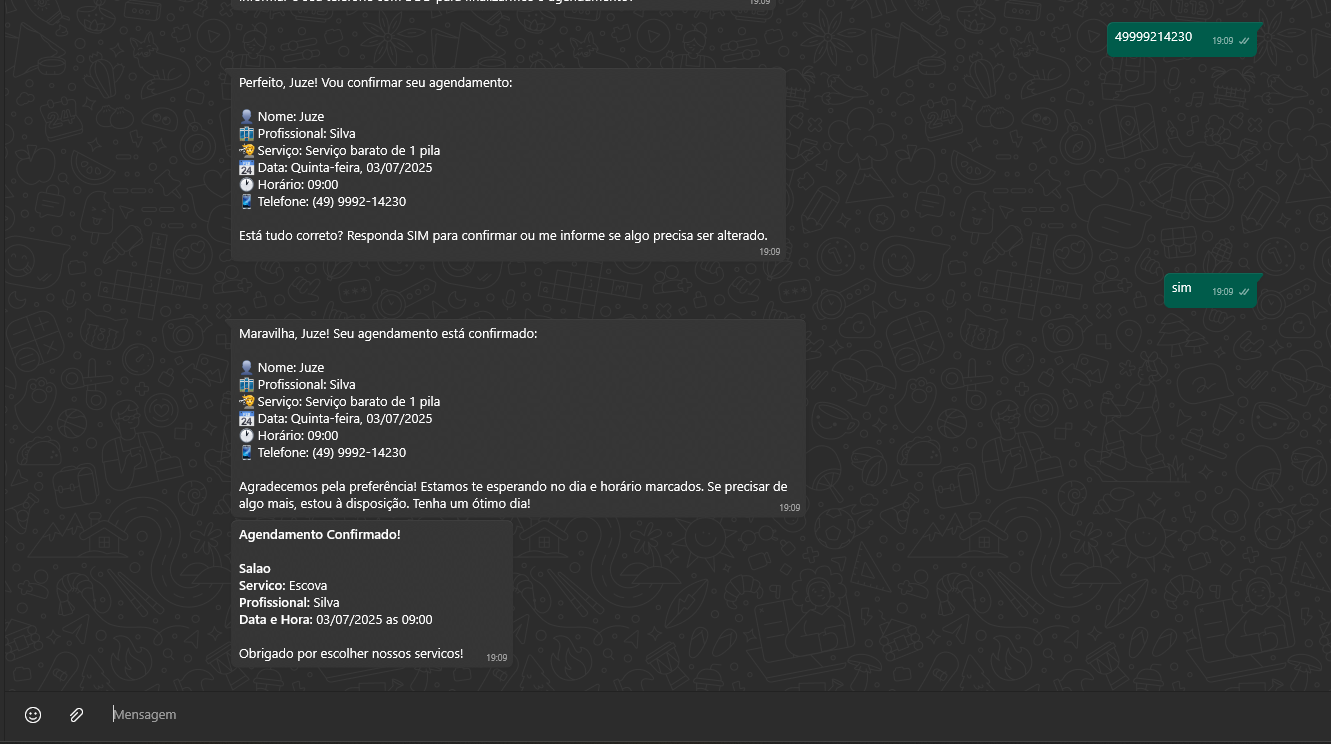 19:09
49999214230
19:09
Perfeito, Juze! Vou confirmar seu agendamento:
Nome: Juze
Profissional: Silva
Serviço: Serviço barato de 1 pila
Data: Quinta-feira, 03/07/2025
Horário: 09:00
Telefone: (49) 9992-14230
Está tudo correto? Responda SIM para confirmar ou me informe se algo precisa ser alterado.
19:09
sim
19:09
Maravilha, Juze! Seu agendamento está confirmado:
Nome: Juze
Profissional: Silva
Serviço: Serviço barato de 1 pila
Data: Quinta-feira, 03/07/2025
Horário: 09:00
Telefone: (49) 9992-14230
Agradecemos pela preferência! Estamos te esperando no dia e horário marcados. Se precisar de
algo mais, estou à disposição. Tenha um ótimo dia!
19:09
Agendamento Confirmado!
Salao
Servico: Escova
Profissional: Silva
Data e Hora: 03/07/2025 as 09:00
Obrigado por escolher nossos servicos!
19:09
Mensagem